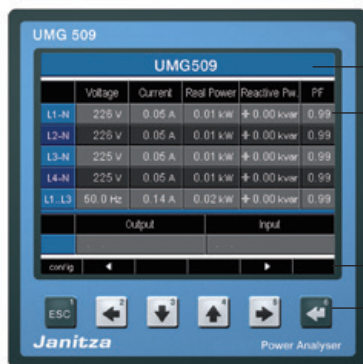 UMG 509
UMG509
Voltage Current Real Power Reactive Pw. PF
L1-N 226 V 0.05 A 0.01 kW +0.00 kvar 0.99
L2-N 226 V 0.05 A 0.01 kW +0.00 kvar 0.99
L3-N 225 V 0.05 A 0.01 kW +0.00 kvar 0.99
L4-N 225 V 0.05 A 0.01 kW +0.00 kvar 0.99
L1..L3 50.0 Hz 0.14 A 0.02 kW +0.00 kvar 0.99
Output Input
config
ESC 1 2 3 4 5 6
Janitza Power Analyser